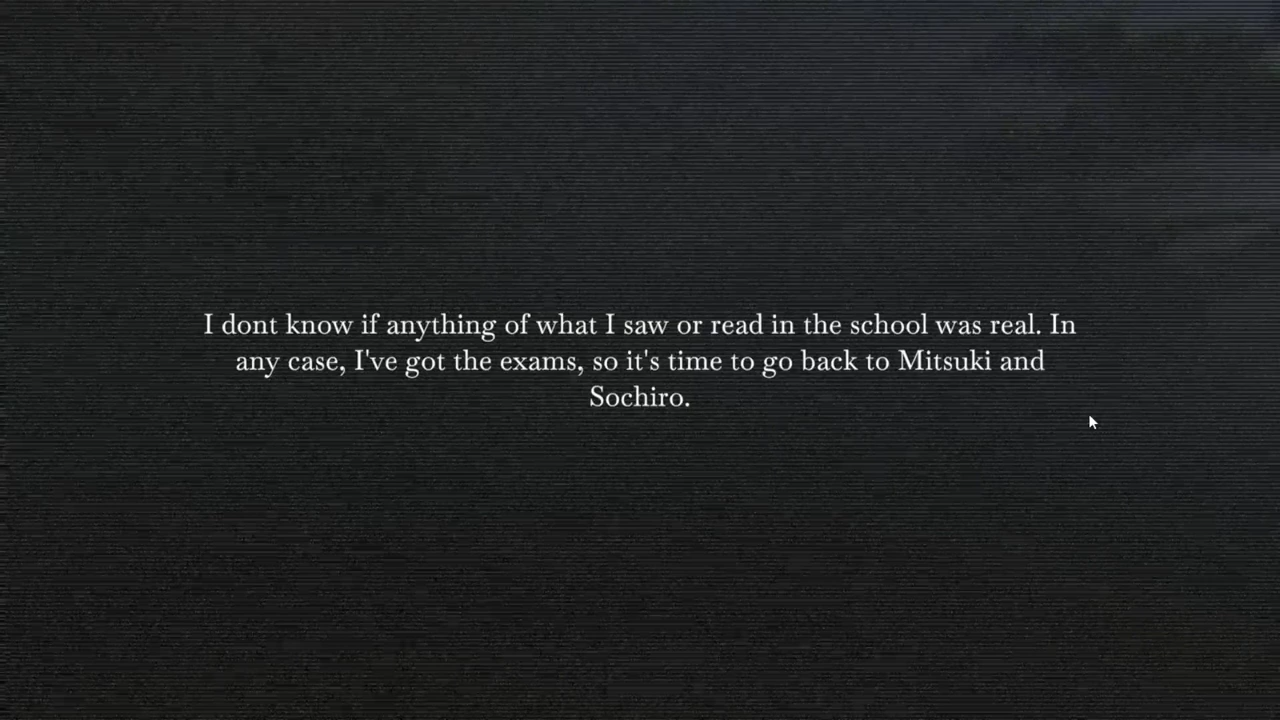 I dont know if anything of what I saw or read in the school was real. In
any case, I've got the exams, so it's time to go back to Mitsuki and
Sochiro.